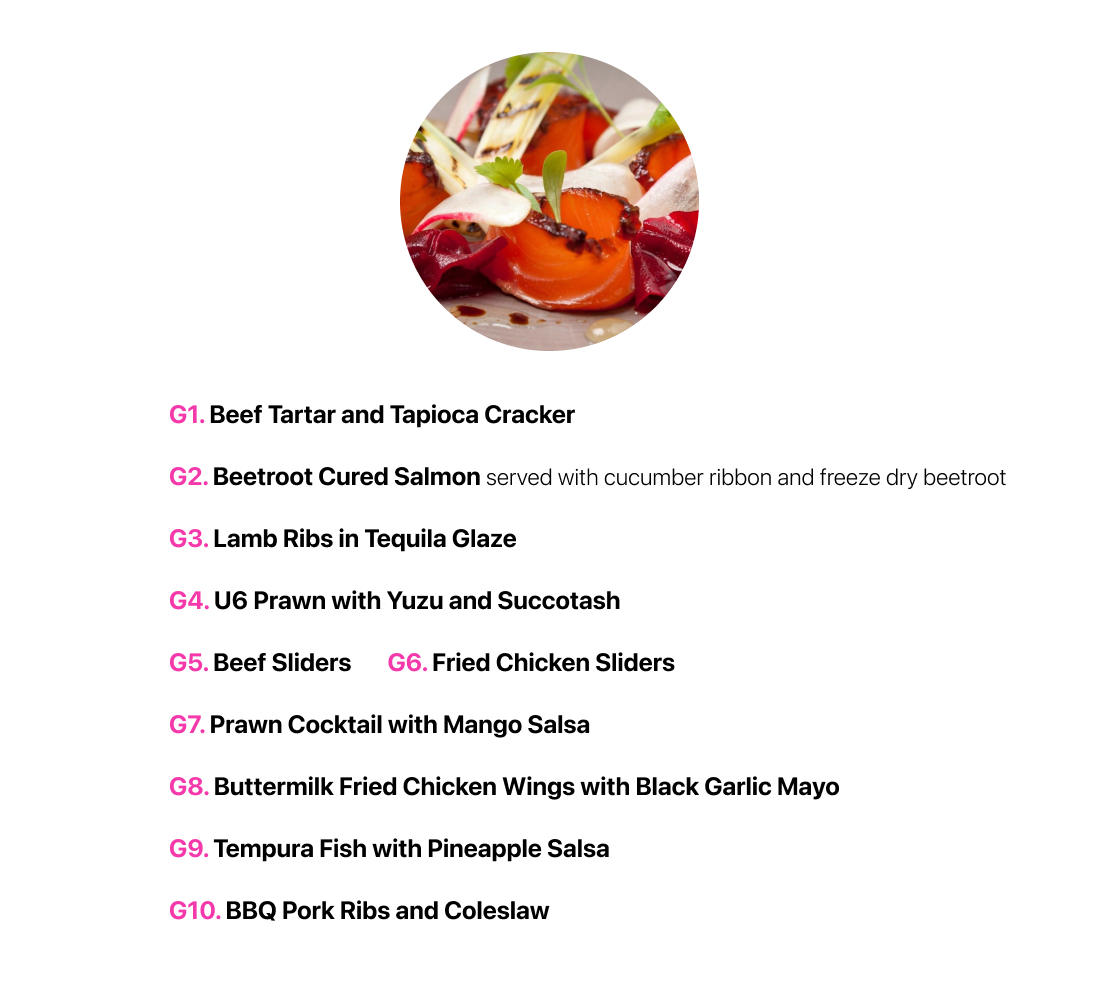 G1. Beef Tartar and Tapioca Cracker
G2. Beetroot Cured Salmon served with cucumber ribbon and freeze dry beetroot
G3. Lamb Ribs in Tequila Glaze
G4. U6 Prawn with Yuzu and Succotash
G5. Beef Sliders G6. Fried Chicken Sliders
G7. Prawn Cocktail with Mango Salsa
G8. Buttermilk Fried Chicken Wings with Black Garlic Mayo
G9. Tempura Fish with Pineapple Salsa
G10. BBQ Pork Ribs and Coleslaw